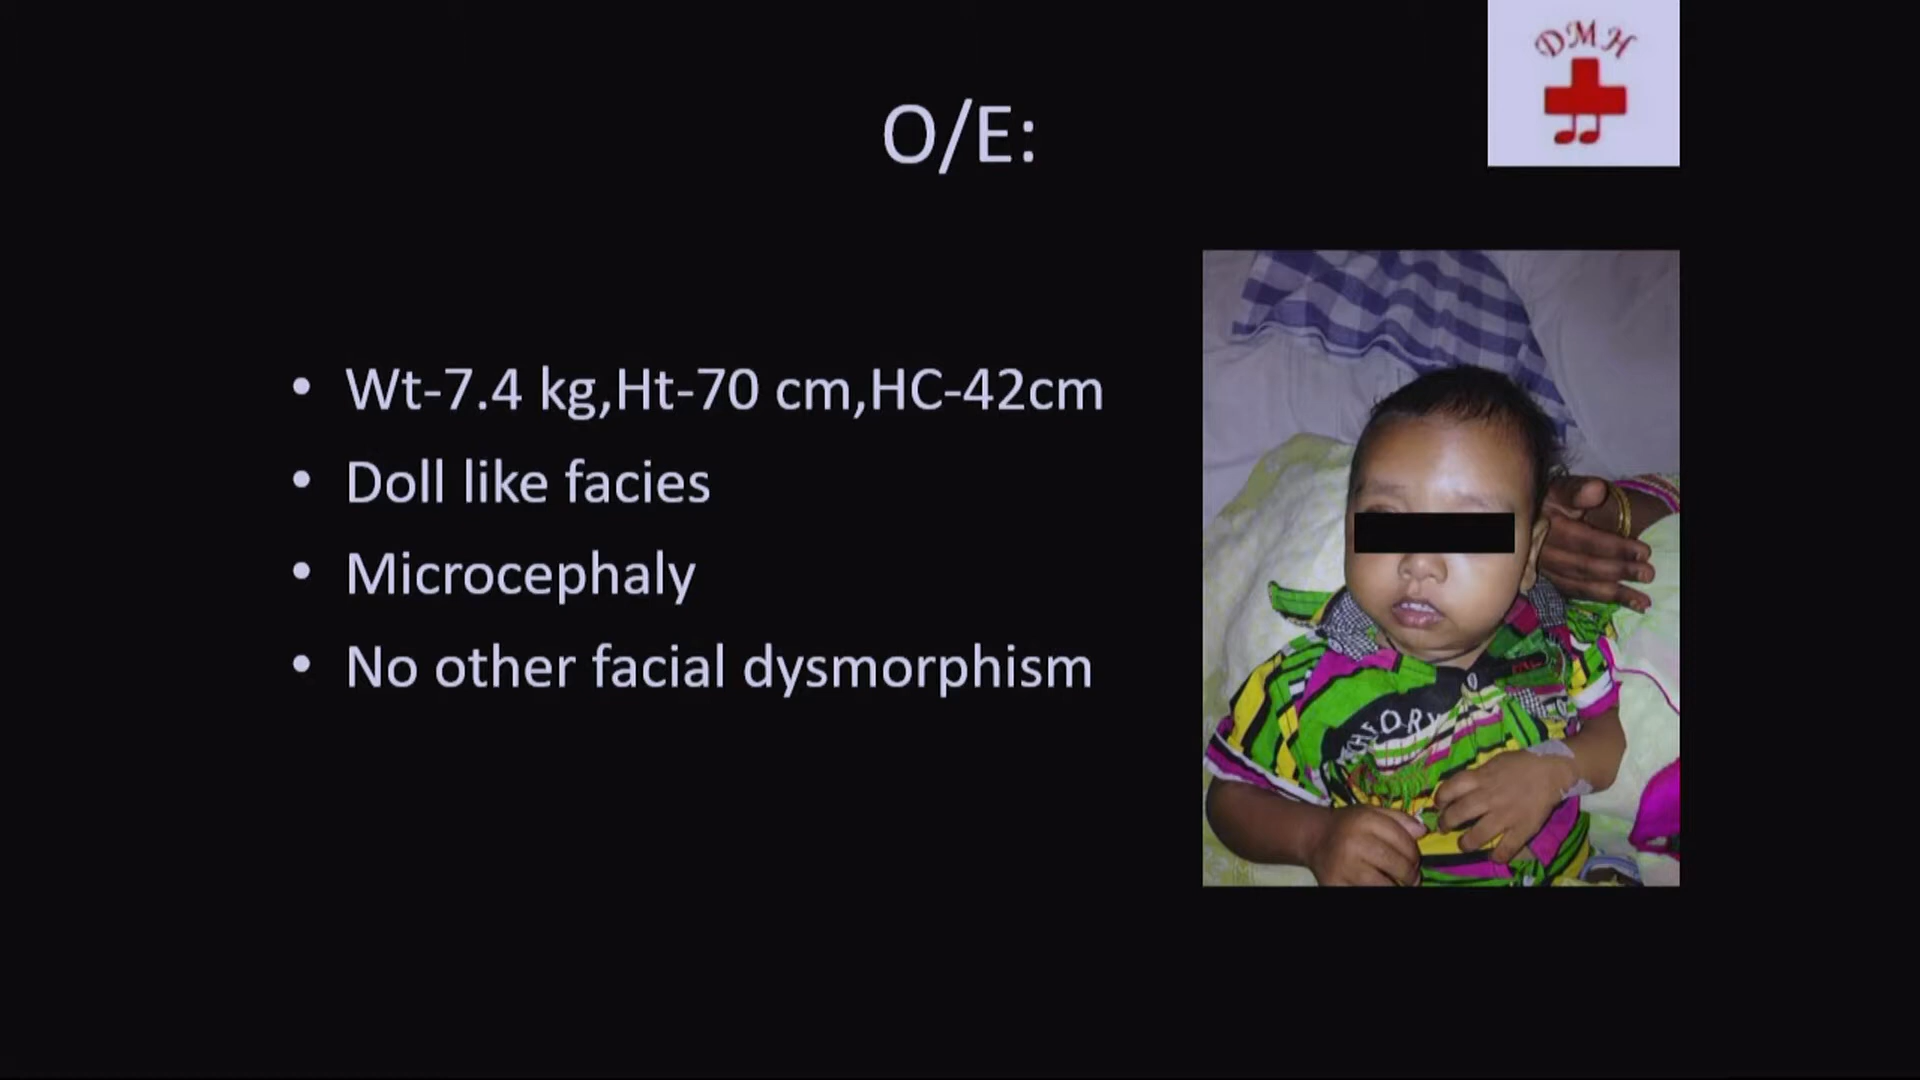 DMH
O/E:
• Wt-7.4 kg,Ht-70 cm,HC-42cm
• Doll like facies
• Microcephaly
• No other facial dysmorphism